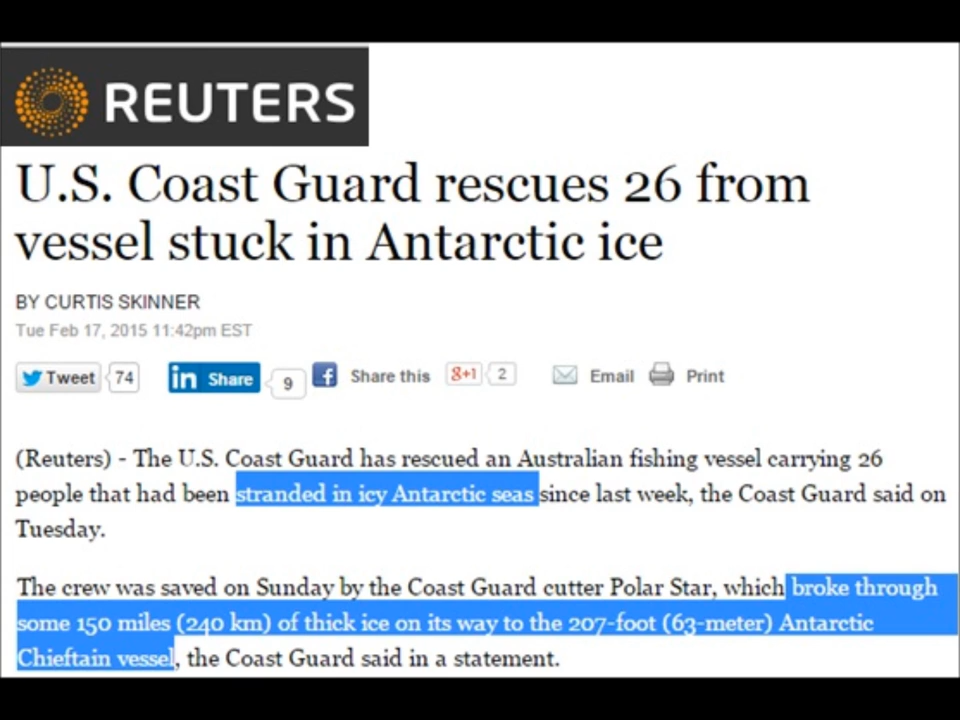 REUTERS
U.S. Coast Guard rescues 26 from
vessel stuck in Antarctic ice
BY CURTIS SKINNER
Tue Feb 17, 2015 11:42pm EST
Tweet 74 in Share 9 f Share this g+1 2 Email Print
(Reuters) - The U.S. Coast Guard has rescued an Australian fishing vessel carrying 26
people that had been stranded in icy Antarctic seas since last week, the Coast Guard said on
Tuesday.
The crew was saved on Sunday by the Coast Guard cutter Polar Star, which broke through
some 150 miles (240 km) of thick ice on its way to the 207-foot (63-meter) Antarctic
Chieftain vessel, the Coast Guard said in a statement.